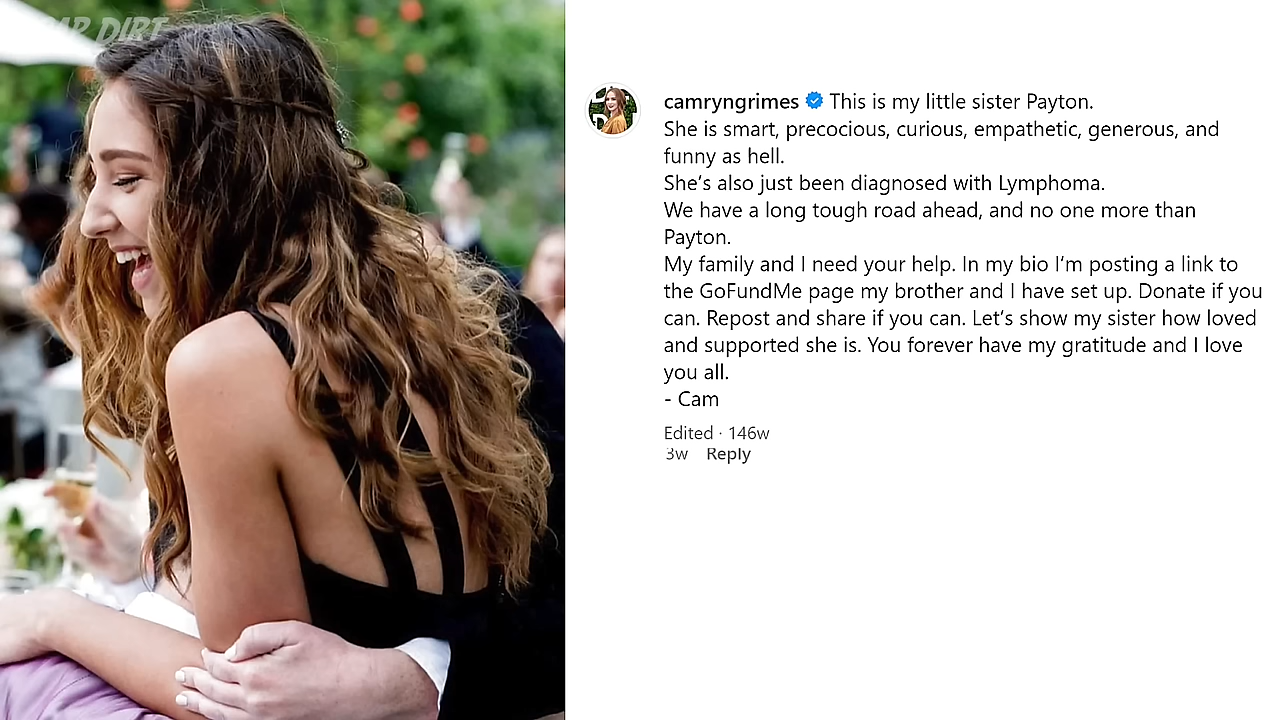 AP DIRT
camryngrimes This is my little sister Payton.
She is smart, precocious, curious, empathetic, generous, and
funny as hell.
She’s also just been diagnosed with Lymphoma.
We have a long tough road ahead, and no one more than
Payton.
My family and I need your help. In my bio I’m posting a link to
the GoFundMe page my brother and I have set up. Donate if you
can. Repost and share if you can. Let’s show my sister how loved
and supported she is. You forever have my gratitude and I love
you all.
- Cam
Edited · 146w
3w Reply